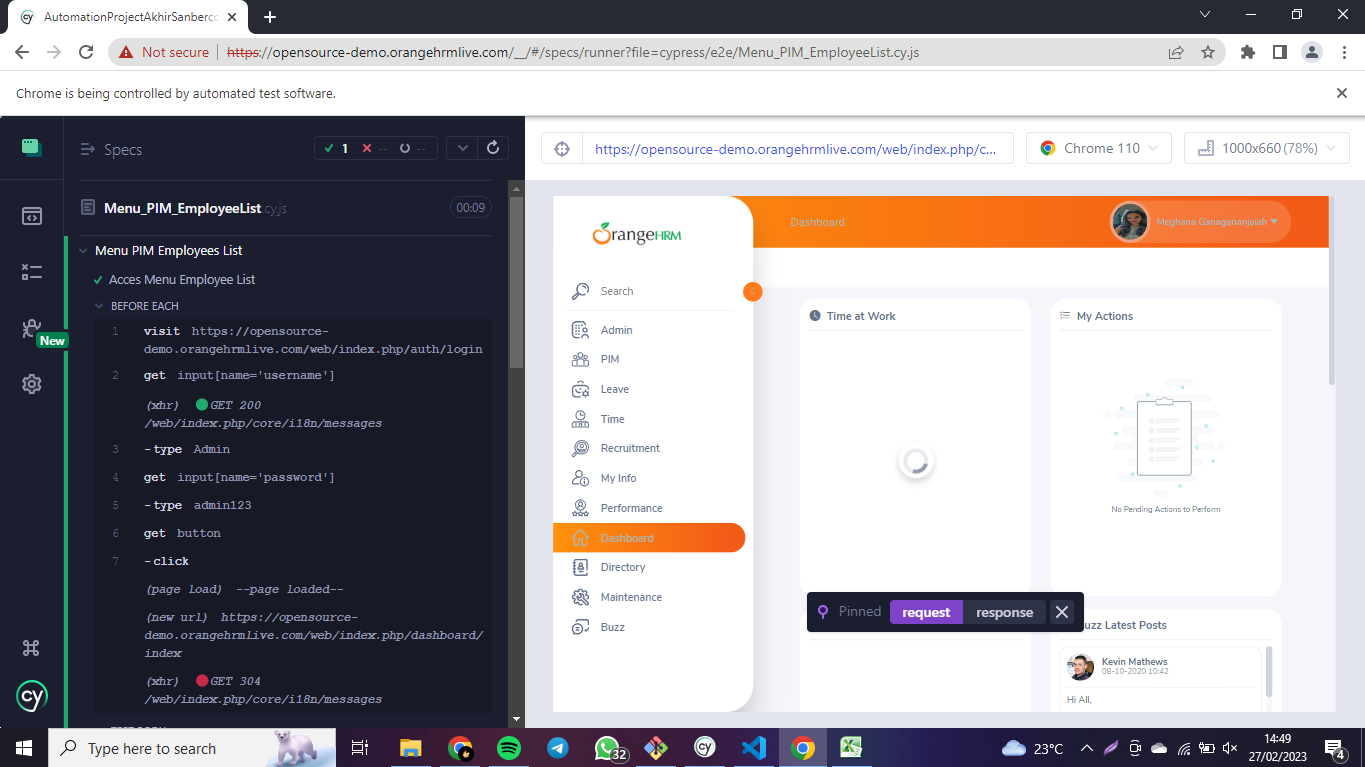 AutomationProjectAkhirSanberco
Not secure
https://opensource-demo.orangehrmlive.com/__/#/specs/runner?file=cypress/e2e/Menu_PIM_EmployeeList.cy.js
Chrome is being controlled by automated test software.
Specs
1
--
--
https://opensource-demo.orangehrmlive.com/web/index.php/c...
Chrome 110
1000x660 (78%)
Menu_PIM_EmployeeList.cy.js
00:09
Menu PIM Employees List
Acces Menu Employee List
BEFORE EACH
1 visit https://opensource-
demo.orangehrmlive.com/web/index.php/auth/login
2 get input[name='username']
(xhr) GET 200
/web/index.php/core/i18n/messages
3 -type Admin
4 get input[name='password']
5 -type admin123
6 get button
7 -click
(page load) --page loaded--
(new url) https://opensource-
demo.orangehrmlive.com/web/index.php/dashboard/
index
(xhr) GET 304
/web/index.php/core/i18n/messages
New
cy
OrangeHRM
Search
Admin
PIM
Leave
Time
Recruitment
My Info
Performance
Dashboard
Directory
Maintenance
Buzz
Dashboard
Meghana Ganagananjaiah
Time at Work
My Actions
No Pending Actions to Perform
Pinned
request
response
uzz Latest Posts
Kevin Mathews
08-10-2020 10:42
Hi All,
Type here to search
32
cy
23°C
14:49
27/02/2023
4